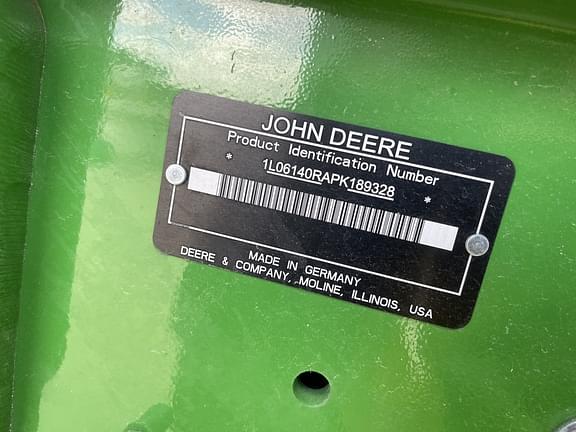 JOHN DEERE
Product Identification Number
* 1L06140RAPK189328 *
MADE IN GERMANY
DEERE & COMPANY, MOLINE, ILLINOIS, USA